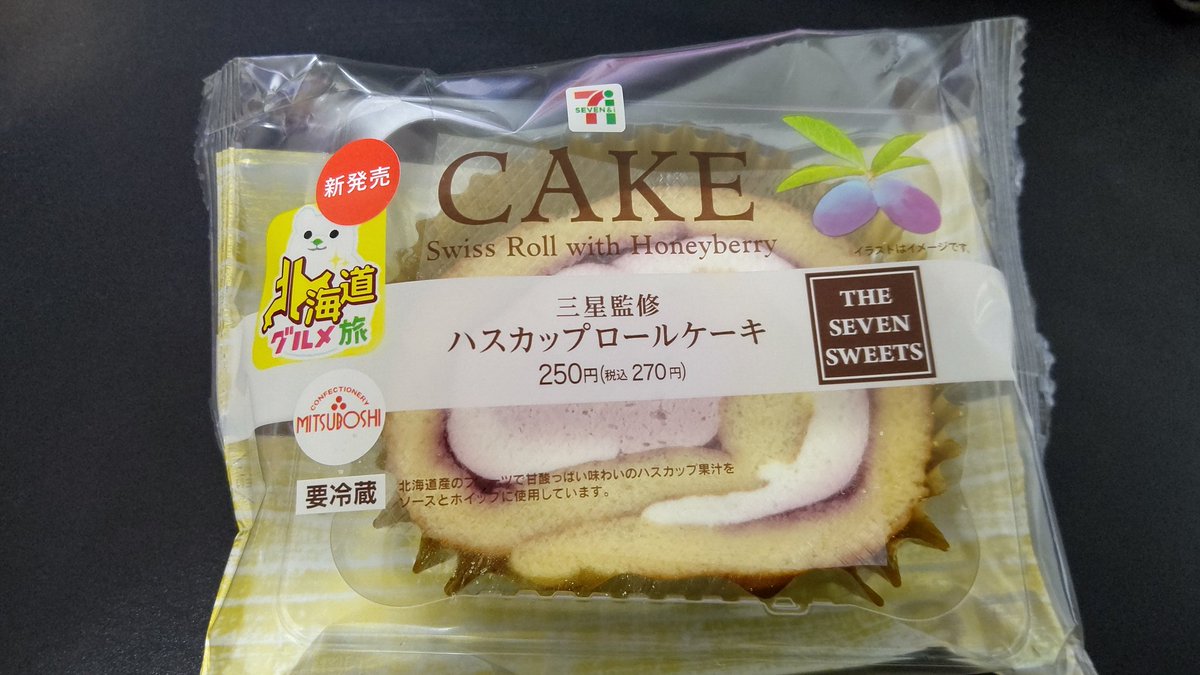 SEVEN&i
新発売
CAKE
Swiss Roll with Honeyberry
イラストはイメージです。
北海道
グルメ旅
三星監修
ハスカップロールケーキ
250円(税込 270円)
THE
SEVEN
SWEETS
CONFECTIONERY
MITSUBOSHI
要冷蔵
北海道産のフルーツで甘酸っぱい味わいのハスカップ果汁を
ソースとホイップに使用しています。